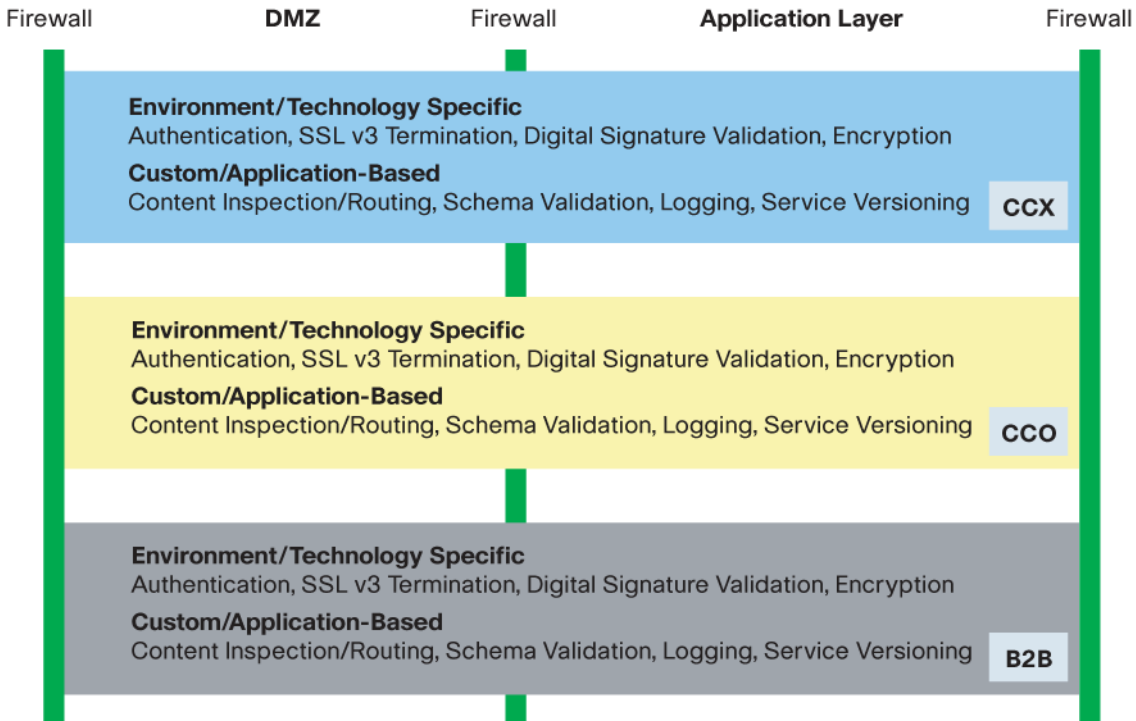 Firewall DMZ Firewall Application Layer Firewall
Environment/Technology Specific
Authentication, SSL v3 Termination, Digital Signature Validation, Encryption
Custom/Application-Based
Content Inspection/Routing, Schema Validation, Logging, Service Versioning
CCX
Environment/Technology Specific
Authentication, SSL v3 Termination, Digital Signature Validation, Encryption
Custom/Application-Based
Content Inspection/Routing, Schema Validation, Logging, Service Versioning
CCO
Environment/Technology Specific
Authentication, SSL v3 Termination, Digital Signature Validation, Encryption
Custom/Application-Based
Content Inspection/Routing, Schema Validation, Logging, Service Versioning
B2B